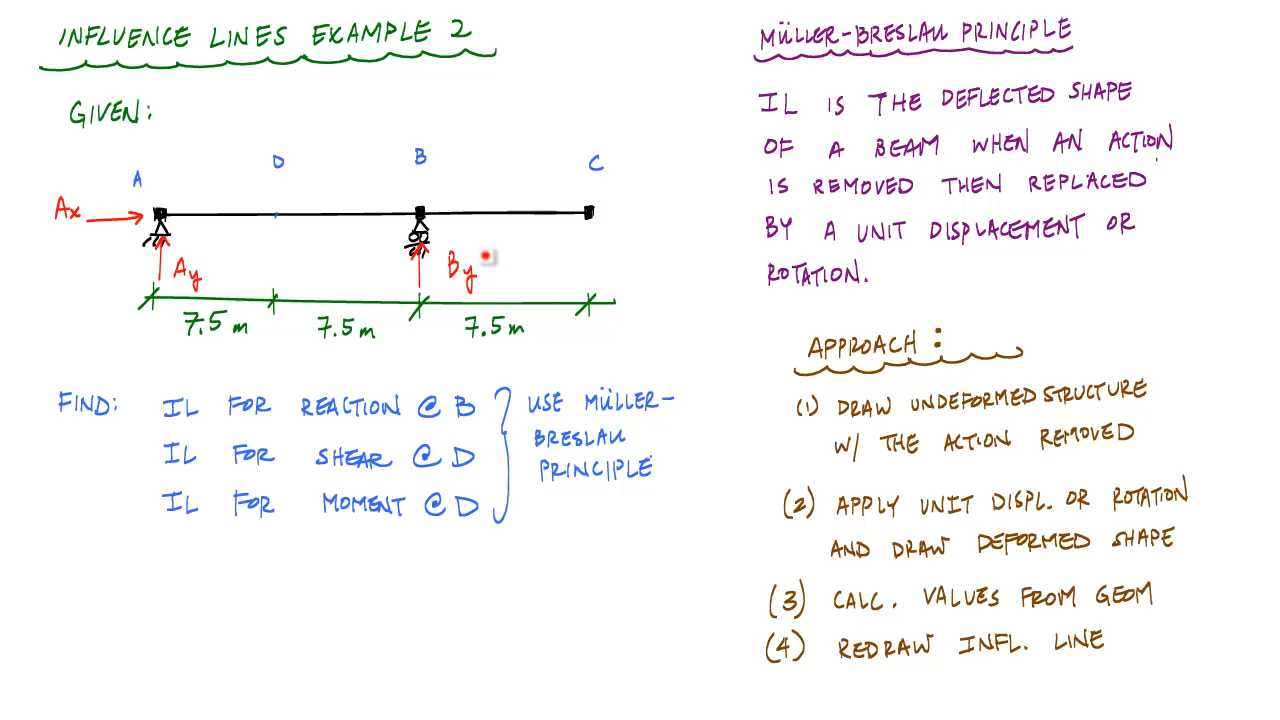 INFLUENCE LINES EXAMPLE 2
GIVEN:
A
D
B
C
Ax
Ay
By
7.5 m
7.5 m
7.5 m
FIND:
IL FOR REACTION @ B
IL FOR SHEAR @ D
IL FOR MOMENT @ D
USE MÜLLER-
BRESLAU
PRINCIPLE
MÜLLER-BRESLAU PRINCIPLE
IL IS THE DEFLECTED SHAPE
OF A BEAM WHEN AN ACTION
IS REMOVED THEN REPLACED
BY A UNIT DISPLACEMENT OR
ROTATION.
APPROACH:
(1) DRAW UNDEFORMED STRUCTURE
W/ THE ACTION REMOVED
(2) APPLY UNIT DISPL. OR ROTATION
AND DRAW DEFORMED SHAPE
(3) CALC. VALUES FROM GEOM
(4) REDRAW INFL. LINE